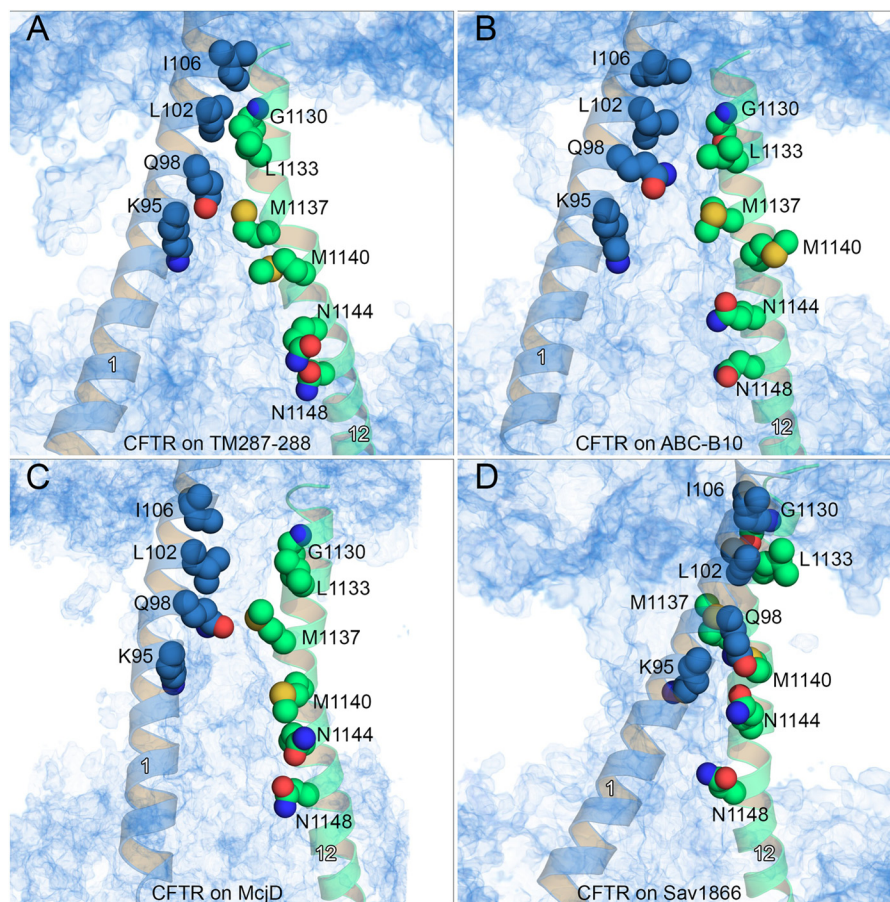 A
I106
L102
G1130
L1133
Q98
K95
M1137
M1140
N1144
1
N1148
CFTR on TM287-288
12
B
I106
L102
G1130
Q98
L1133
K95
M1137
M1140
N1144
1
N1148
CFTR on ABC-B10
12
C
I106
L102
G1130
L1133
Q98
M1137
K95
M1140
N1144
1
N1148
12
CFTR on McjD
D
I106
G1130
L102
L1133
M1137
Q98
K95
M1140
N1144
1
N1148
12
CFTR on Sav1866